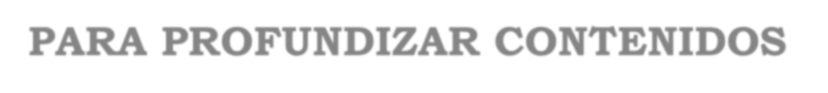 PARA PROFUNDIZAR CONTENIDOS